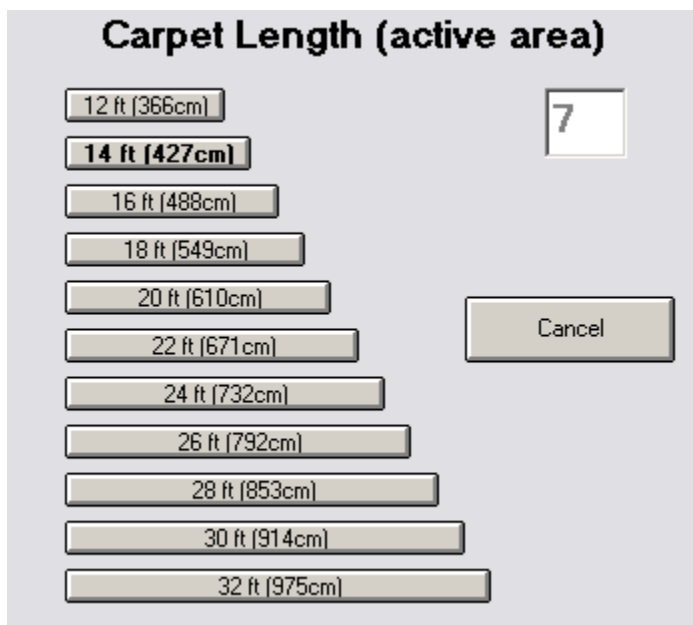 Carpet Length (active area)
12 ft (366cm)
7
14 ft (427cm)
16 ft (488cm)
18 ft (549cm)
20 ft (610cm)
Cancel
22 ft (671cm)
24 ft (732cm)
26 ft (792cm)
28 ft (853cm)
30 ft (914cm)
32 ft (975cm)